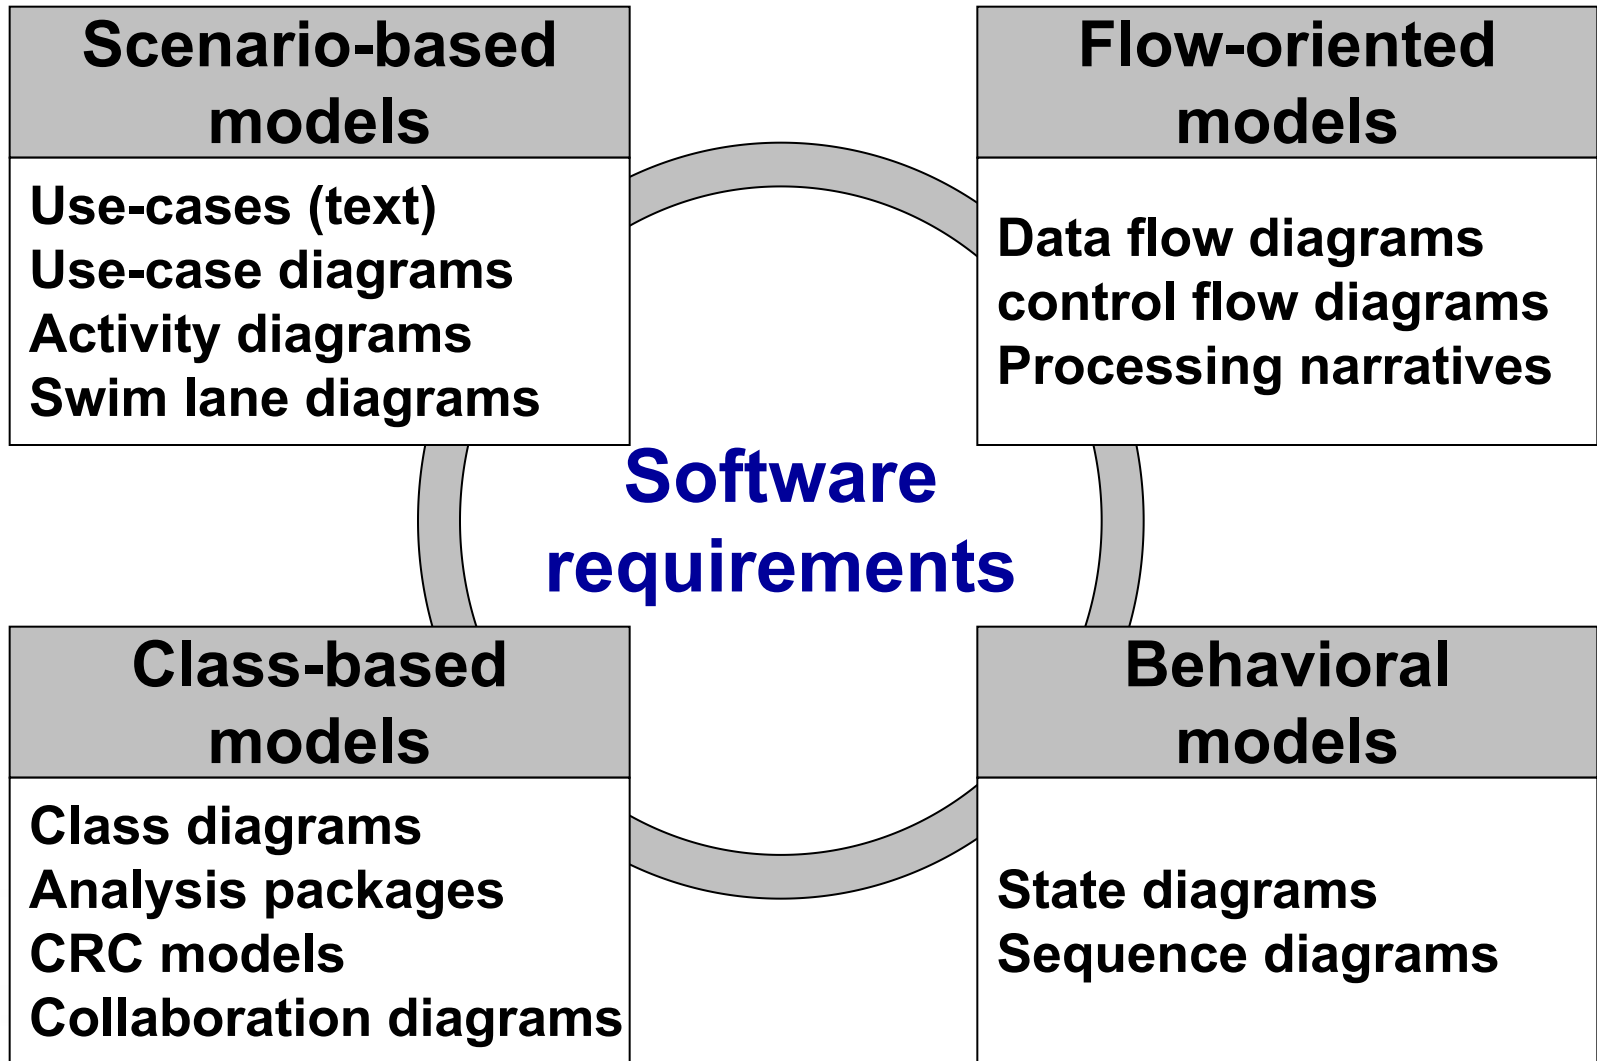 Scenario-based
models
Use-cases (text)
Use-case diagrams
Activity diagrams
Swim lane diagrams
Flow-oriented
models
Data flow diagrams
control flow diagrams
Processing narratives
Software
requirements
Class-based
models
Class diagrams
Analysis packages
CRC models
Collaboration diagrams
Behavioral
models
State diagrams
Sequence diagrams